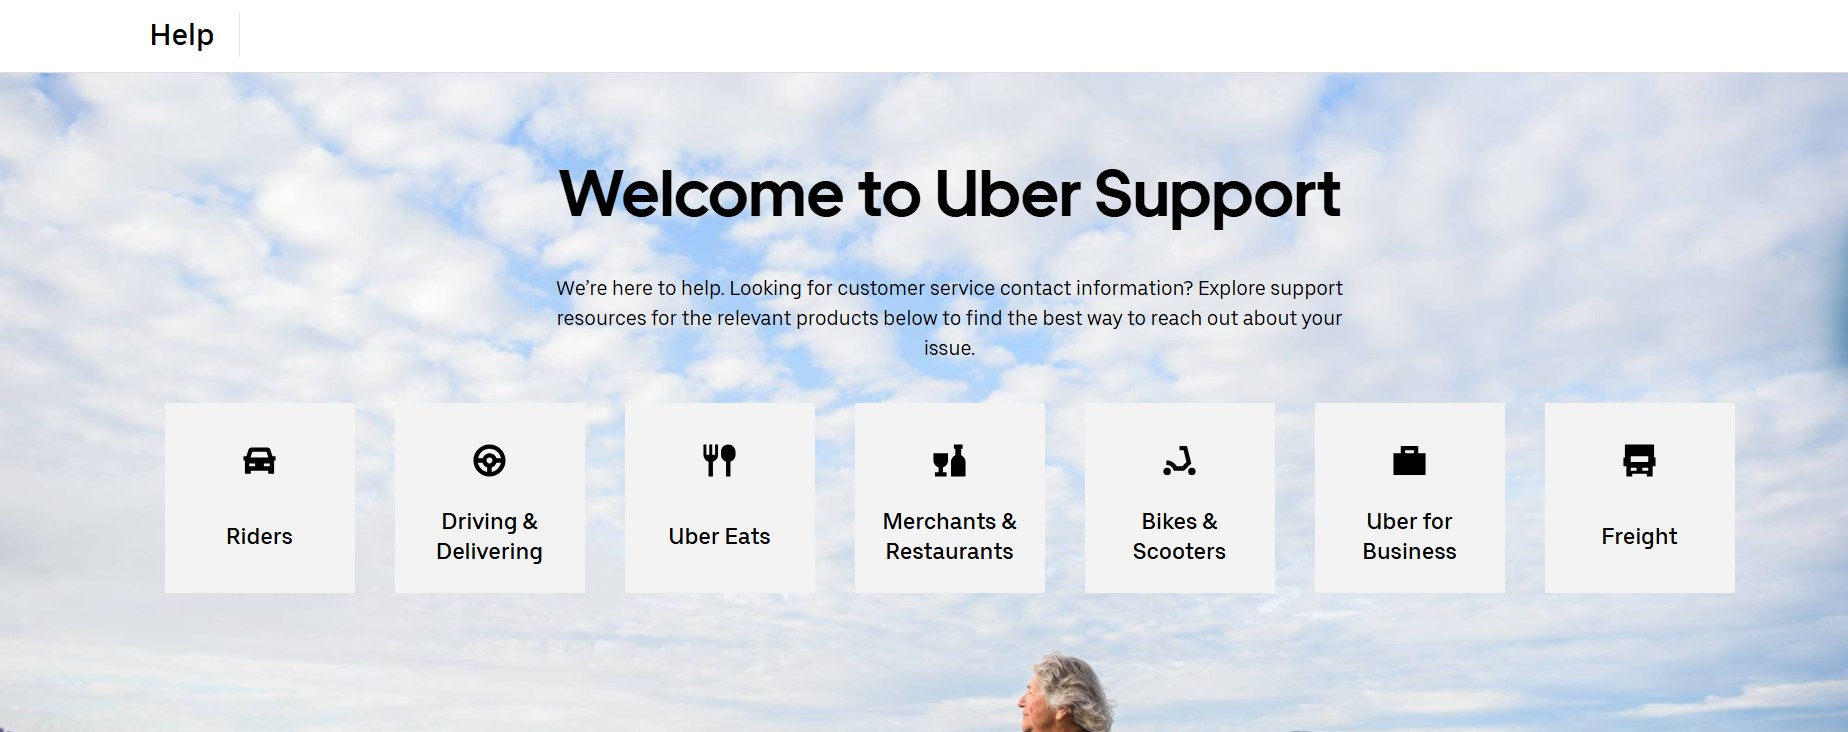 Help
Welcome to Uber Support
We’re here to help. Looking for customer service contact information? Explore support
resources for the relevant products below to find the best way to reach out about your
issue.
Riders
Driving &
Delivering
Uber Eats
Merchants &
Restaurants
Bikes &
Scooters
Uber for
Business
Freight